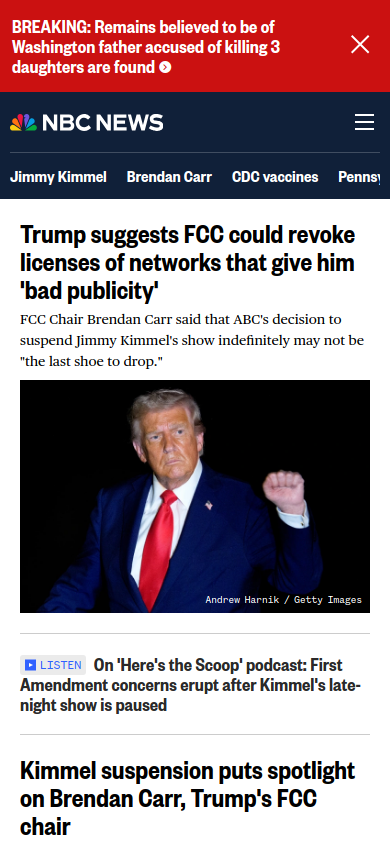 BREAKING: Remains believed to be of
Washington father accused of killing 3
daughters are found
NBC NEWS
Jimmy Kimmel Brendan Carr CDC vaccines Pennsy
Trump suggests FCC could revoke
licenses of networks that give him
'bad publicity'
FCC Chair Brendan Carr said that ABC's decision to
suspend Jimmy Kimmel's show indefinitely may not be
"the last shoe to drop."
Andrew Harnik / Getty Images
LISTEN On 'Here's the Scoop' podcast: First
Amendment concerns erupt after Kimmel's late-
night show is paused
Kimmel suspension puts spotlight
on Brendan Carr, Trump's FCC
chair